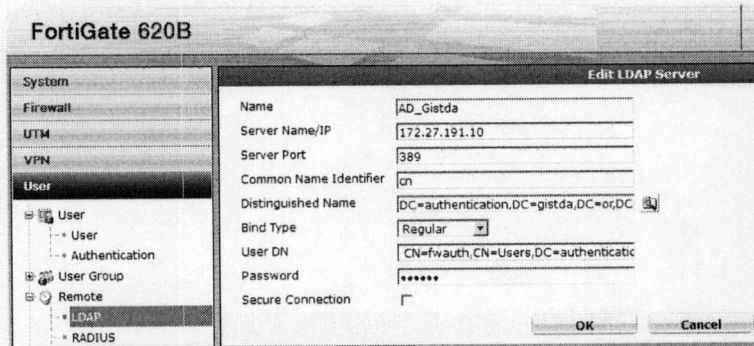 FortiGate 620B
System
Firewall
UTM
VPN
User
User
User
Authentication
User Group
Remote
LDAP
RADIUS
Edit LDAP Server
Name AD_Gistda
Server Name/IP 172.27.191.10
Server Port 389
Common Name Identifier cn
Distinguished Name DC=authentication,DC=gistda,DC=or,DC
Bind Type Regular
User DN CN=fwauth,CN=Users,DC=authenticatic
Password ••••••
Secure Connection
OK Cancel